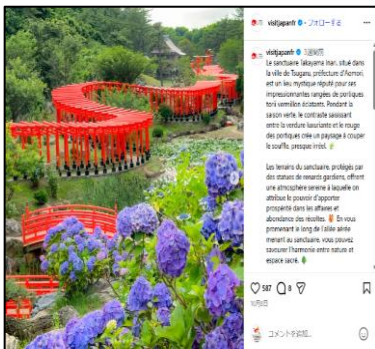 visitjapanfr • フォローする
visitjapanfr 3週間前
Le sanctuaire Takayama Inari, situé dans
la ville de Tsugaru, préfecture d'Aomori,
est un lieu mystique réputé pour ses
impressionnantes rangées de portiques
torii vermillon éclatants. Pendant la
saison verte, le contraste saisissant
entre la verdure luxuriante et le rouge
des portiques crée un paysage à couper
le souffle, presque irréel.
Les terrains du sanctuaire, protégés par
des statues de renards gardiens, offrent
une atmosphère sereine à laquelle on
attribue le pouvoir d'apporter
prospérité dans les affaires et
abondance des récoltes. En vous
promenant le long de l'allée
menant au sanctuaire, vous pouvez
savourer l'harmonie entre nature et
espace sacré.
587
8
コメントを追加...